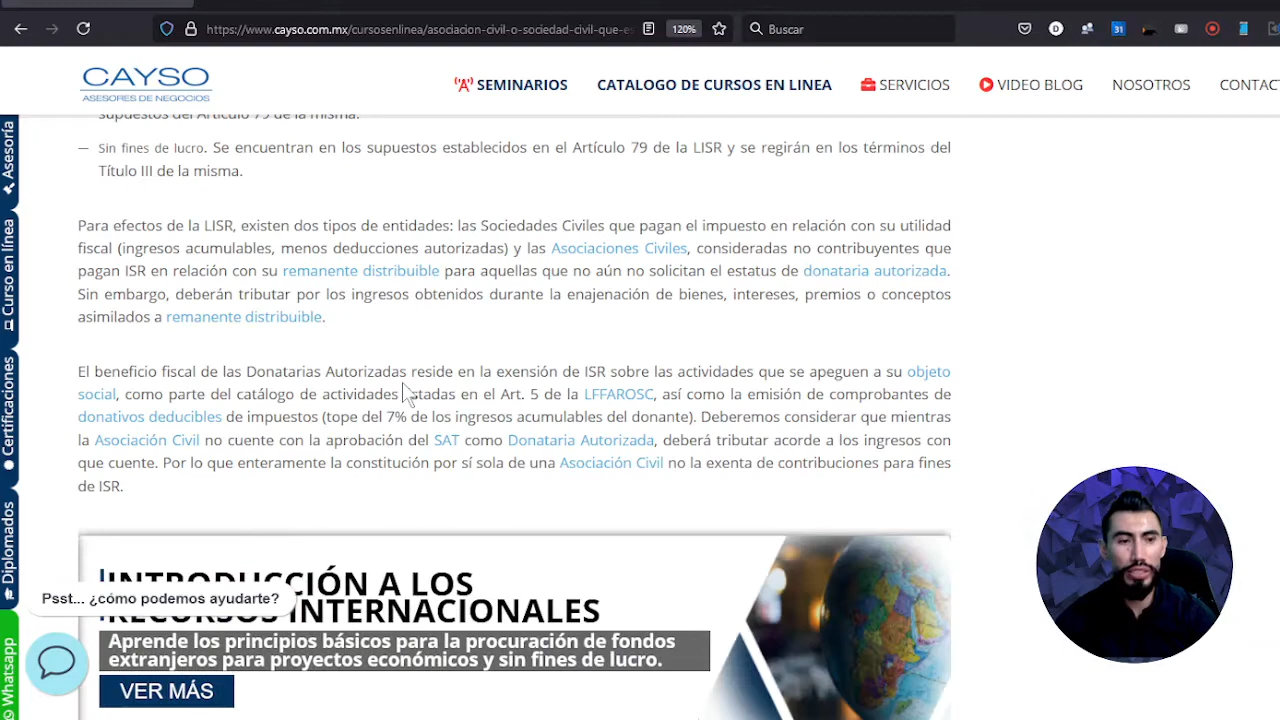 https://www.cayso.com.mx/cursosenlinea/asociacion-civil-o-sociedad-civil-que-es
120%
Buscar
31
CAYSO
ASESORES DE NEGOCIOS
SEMINARIOS
CATALOGO DE CURSOS EN LINEA
SERVICIOS
VIDEO BLOG
NOSOTROS
CONTAC
supuestos del Artículo 79 de la misma.
— Sin fines de lucro. Se encuentran en los supuestos establecidos en el Artículo 79 de la LISR y se regirán en los términos del
Título III de la misma.
Para efectos de la LISR, existen dos tipos de entidades: las Sociedades Civiles que pagan el impuesto en relación con su utilidad
fiscal (ingresos acumulables, menos deducciones autorizadas) y las Asociaciones Civiles, consideradas no contribuyentes que
pagan ISR en relación con su remanente distribuible para aquellas que no aún no solicitan el estatus de donataria autorizada.
Sin embargo, deberán tributar por los ingresos obtenidos durante la enajenación de bienes, intereses, premios o conceptos
asimilados a remanente distribuible.
El beneficio fiscal de las Donatarias Autorizadas reside en la exensión de ISR sobre las actividades que se apeguen a su objeto
social, como parte del catálogo de actividades listadas en el Art. 5 de la LFFAROSC, así como la emisión de comprobantes de
donativos deducibles de impuestos (tope del 7% de los ingresos acumulables del donante). Deberemos considerar que mientras
la Asociación Civil no cuente con la aprobación del SAT como Donataria Autorizada, deberá tributar acorde a los ingresos con
que cuente. Por lo que enteramente la constitución por sí sola de una Asociación Civil no la exenta de contribuciones para fines
de ISR.
INTRODUCCIÓN A LOS
RECURSOS INTERNACIONALES
Aprende los principios básicos para la procuración de fondos
extranjeros para proyectos económicos y sin fines de lucro.
VER MÁS
Psst... ¿cómo podemos ayudarte?
Asesoría
Curso en línea
Certificaciones
Diplomados
Whatsapp